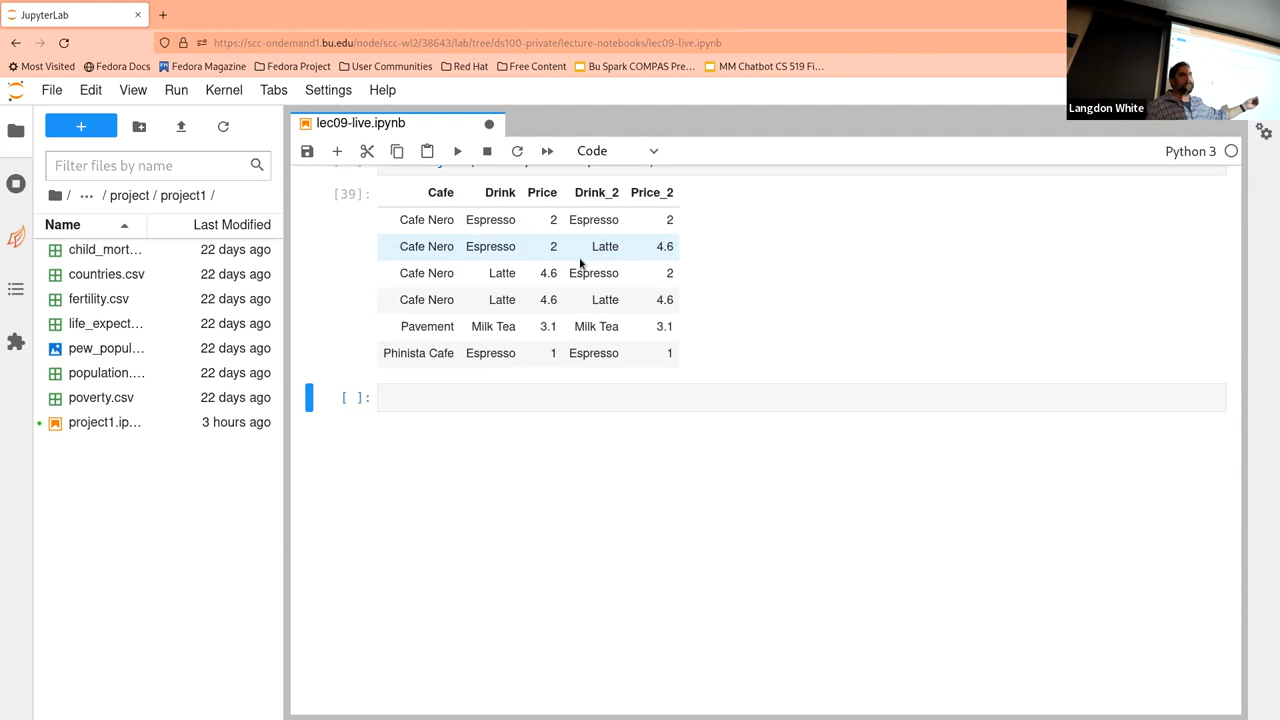 JupyterLab
https://scc-ondemand1.bu.edu/node/scc-wl2/38643/lab/tree/ds100-private/lecture-notebooks/lec09-live.ipynb
Most Visited Fedora Docs Fedora Magazine Fedora Project User Communities Red Hat Free Content Bu Spark COMPAS Pre… MM Chatbot CS 519 Fi…
Langdon White
File Edit View Run Kernel Tabs Settings Help
lec09-live.ipynb
Code Python 3
Filter files by name
/ … / project / project1 /
Name Last Modified
child_mort… 22 days ago
countries.csv 22 days ago
fertility.csv 22 days ago
life_expect… 22 days ago
pew_popul… 22 days ago
population.… 22 days ago
poverty.csv 22 days ago
project1.ip… 3 hours ago
[39]: Cafe Drink Price Drink_2 Price_2
Cafe Nero Espresso 2 Espresso 2
Cafe Nero Espresso 2 Latte 4.6
Cafe Nero Latte 4.6 Espresso 2
Cafe Nero Latte 4.6 Latte 4.6
Pavement Milk Tea 3.1 Milk Tea 3.1
Phinista Cafe Espresso 1 Espresso 1
[ ]: